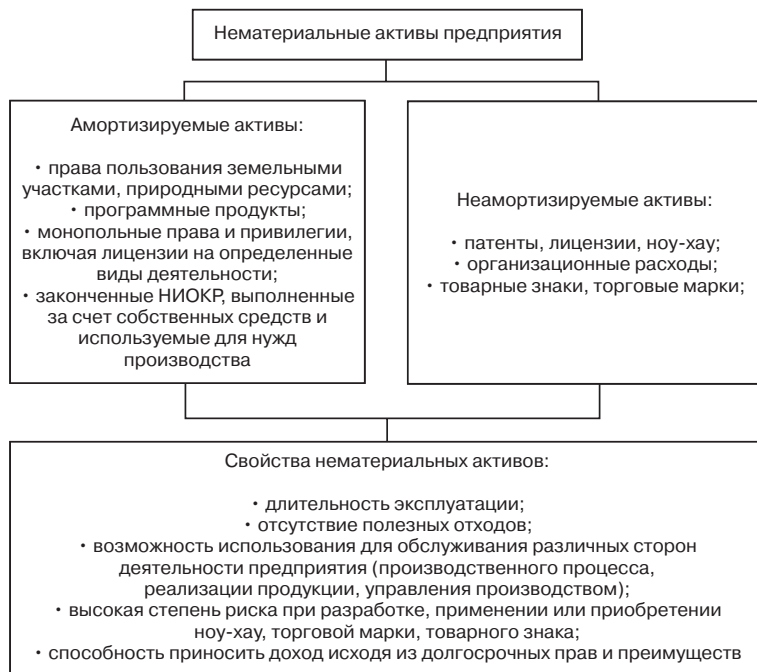 Нематериальные активы предприятия
Амортизируемые активы:
• права пользования земельными
участками, природными ресурсами;
• программные продукты;
• монопольные права и привилегии,
включая лицензии на определенные
виды деятельности;
• законченные НИОКР, выполненные
за счет собственных средств и
используемые для нужд
производства
Неамортизируемые активы:
• патенты, лицензии, ноу-хау;
• организационные расходы;
• товарные знаки, торговые марки;
Свойства нематериальных активов:
• длительность эксплуатации;
• отсутствие полезных отходов;
• возможность использования для обслуживания различных сторон
деятельности предприятия (производственного процесса,
реализации продукции, управления производством);
• высокая степень риска при разработке, применении или приобретении
ноу-хау, торговой марки, товарного знака;
• способность приносить доход исходя из долгосрочных прав и преимуществ